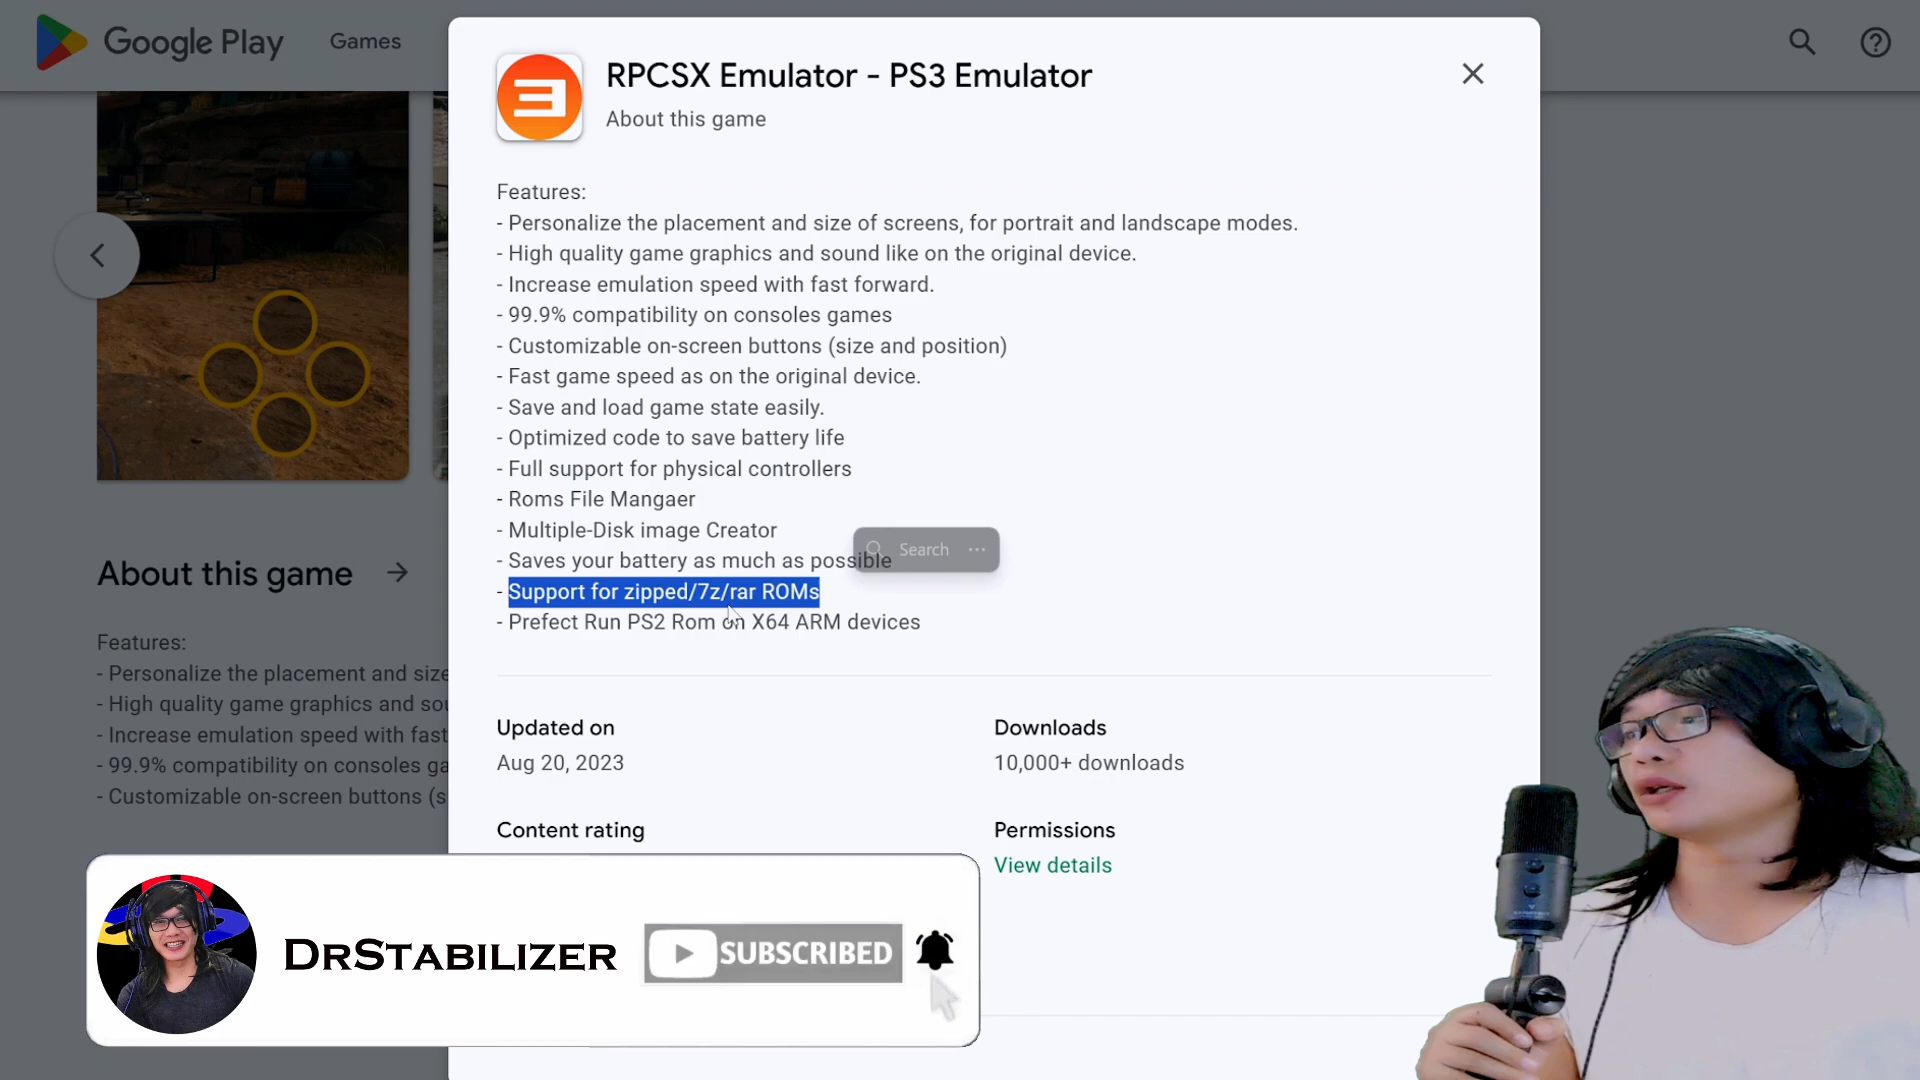 Google Play
Games
RPCSX Emulator - PS3 Emulator
About this game
Features:
- Personalize the placement and size of screens, for portrait and landscape modes.
- High quality game graphics and sound like on the original device.
- Increase emulation speed with fast forward.
- 99.9% compatibility on consoles games
- Customizable on-screen buttons (size and position)
- Fast game speed as on the original device.
- Save and load game state easily.
- Optimized code to save battery life
- Full support for physical controllers
- Roms File Mangaer
- Multiple-Disk image Creator
- Saves your battery as much as possible
Search ...
- Support for zipped/7z/rar ROMs
- Prefect Run PS2 Rom on X64 ARM devices
Updated on
Aug 20, 2023
Downloads
10,000+ downloads
Content rating
Permissions
View details
About this game
Features:
- Personalize the placement and size
- High quality game graphics and sou
- Increase emulation speed with fast
- 99.9% compatibility on consoles ga
- Customizable on-screen buttons (s
DRSTABILIZER
SUBSCRIBED